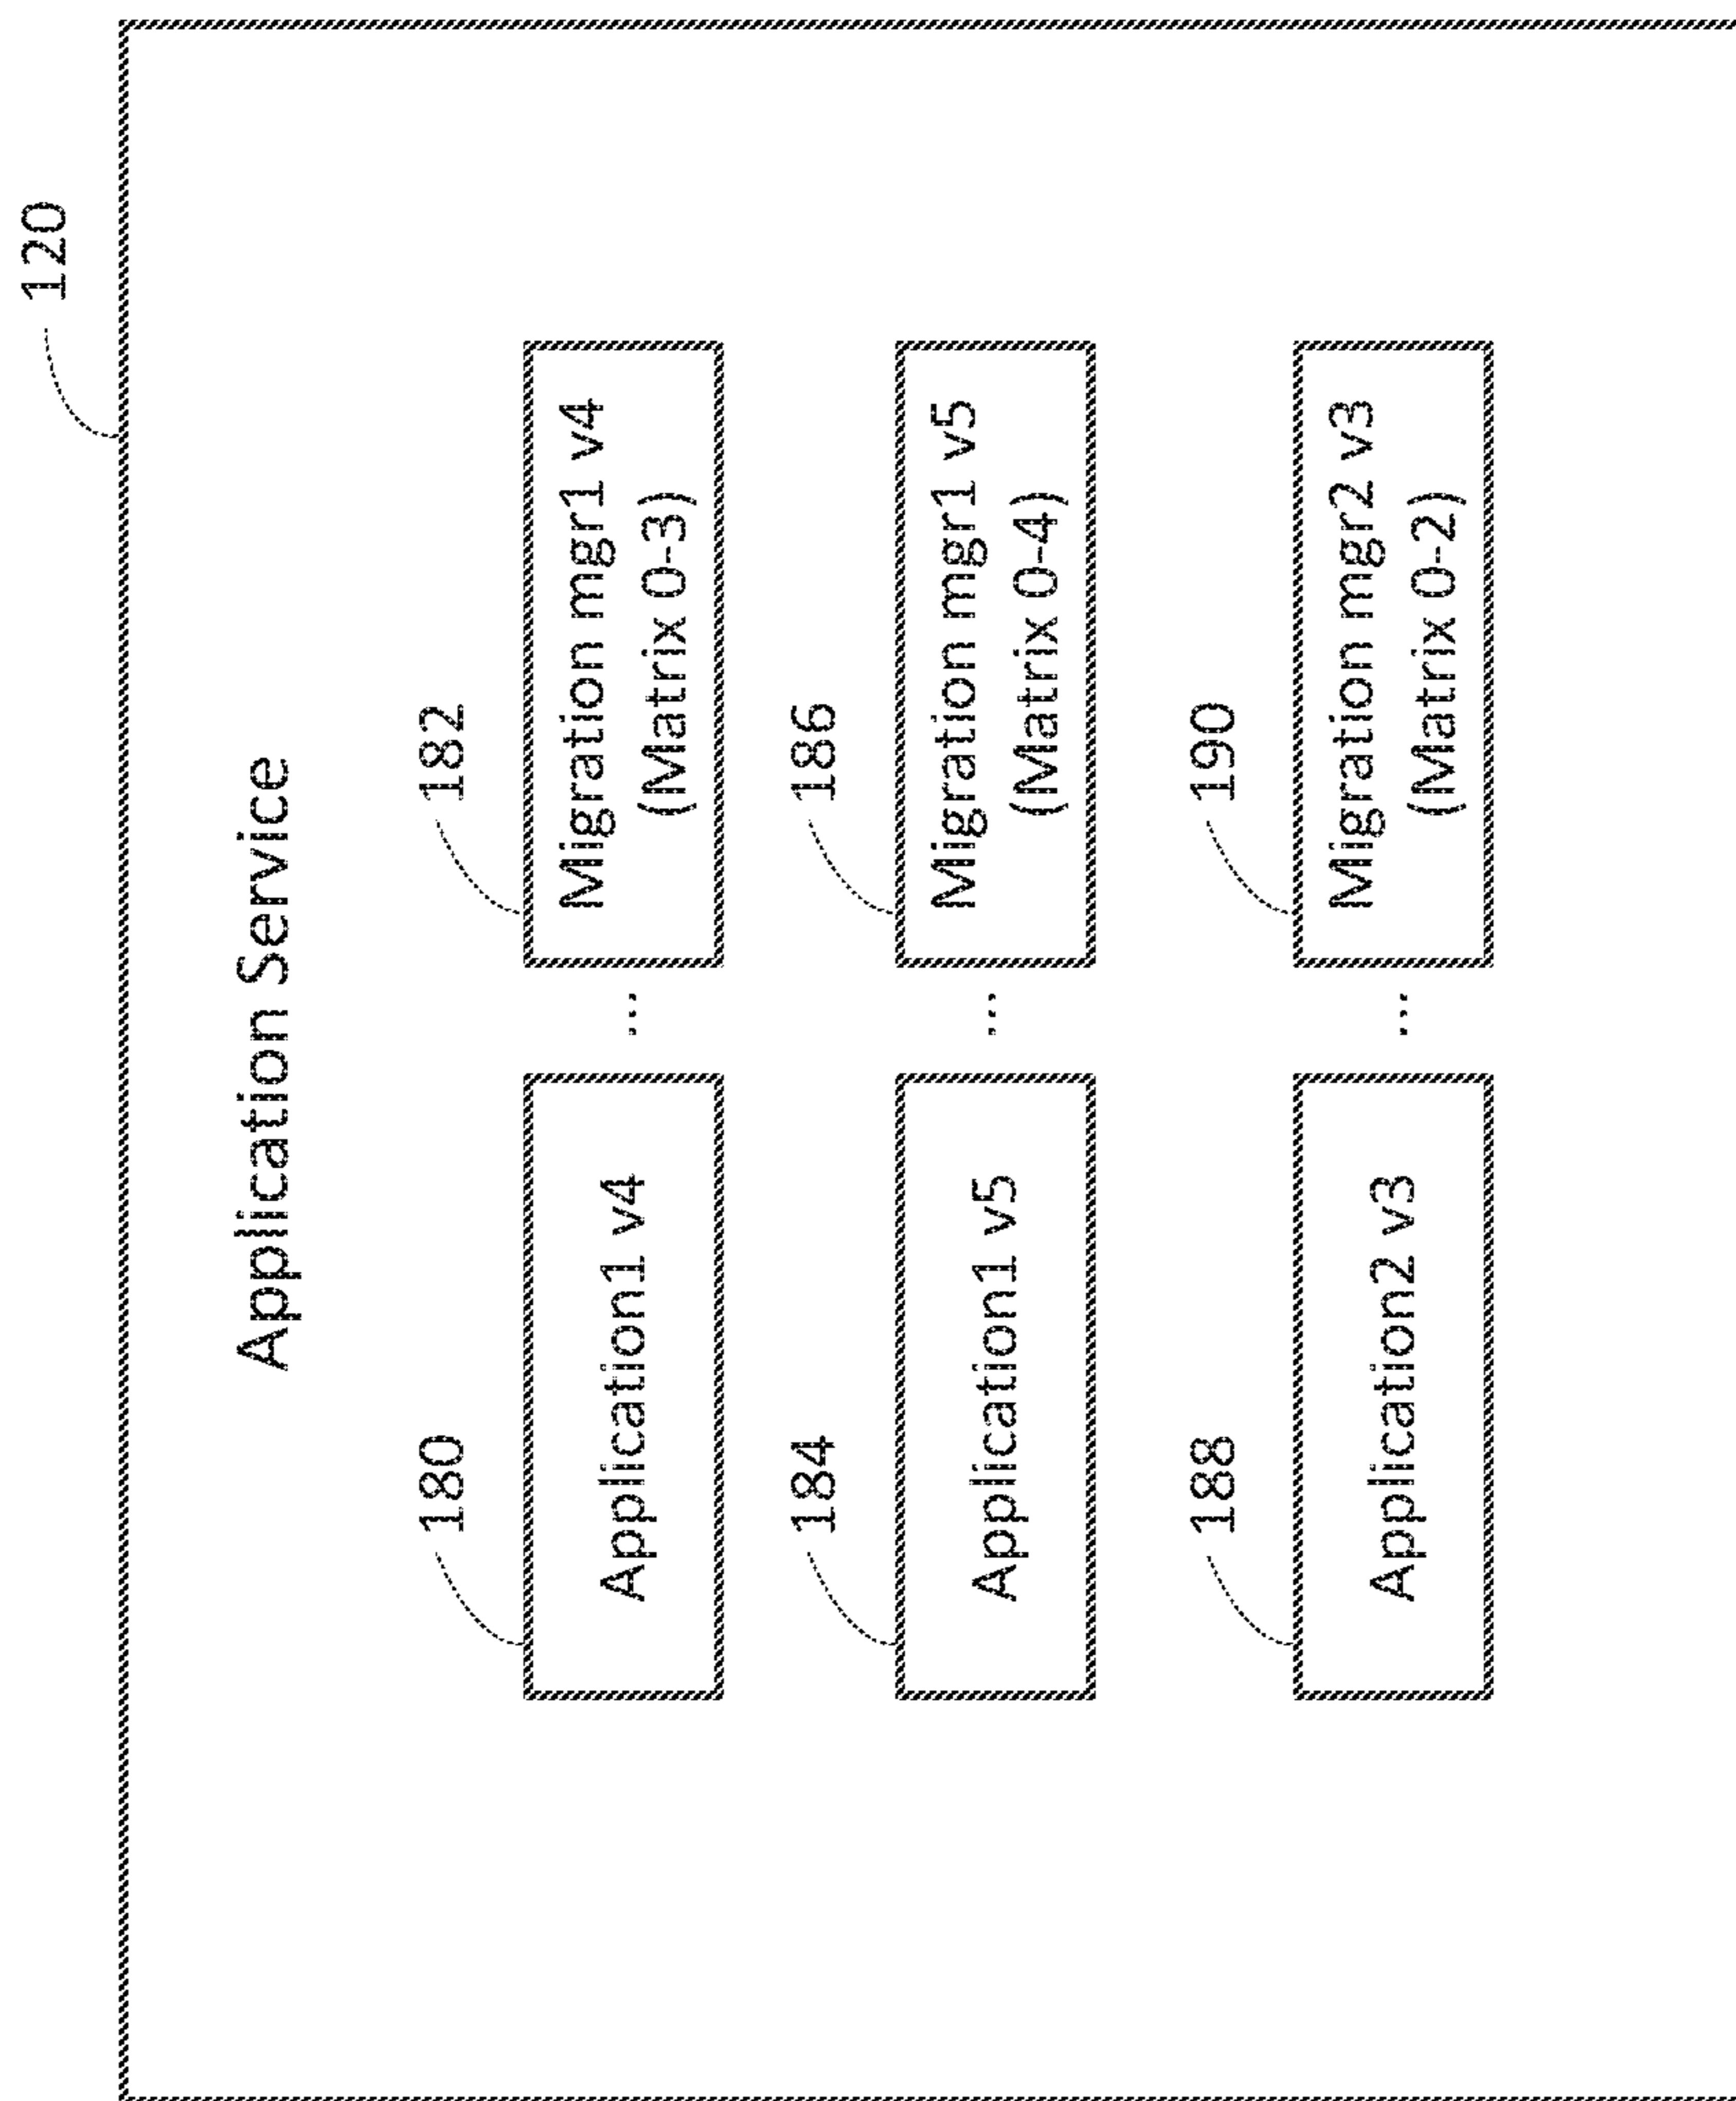 120
Application Service
180
182
Application1 v4
...
Migration mgr1 v4
(Matrix 0-3)
184
186
Application1 v5
...
Migration mgr1 v5
(Matrix 0-4)
188
190
Application2 v3
...
Migration mgr2 v3
(Matrix 0-2)